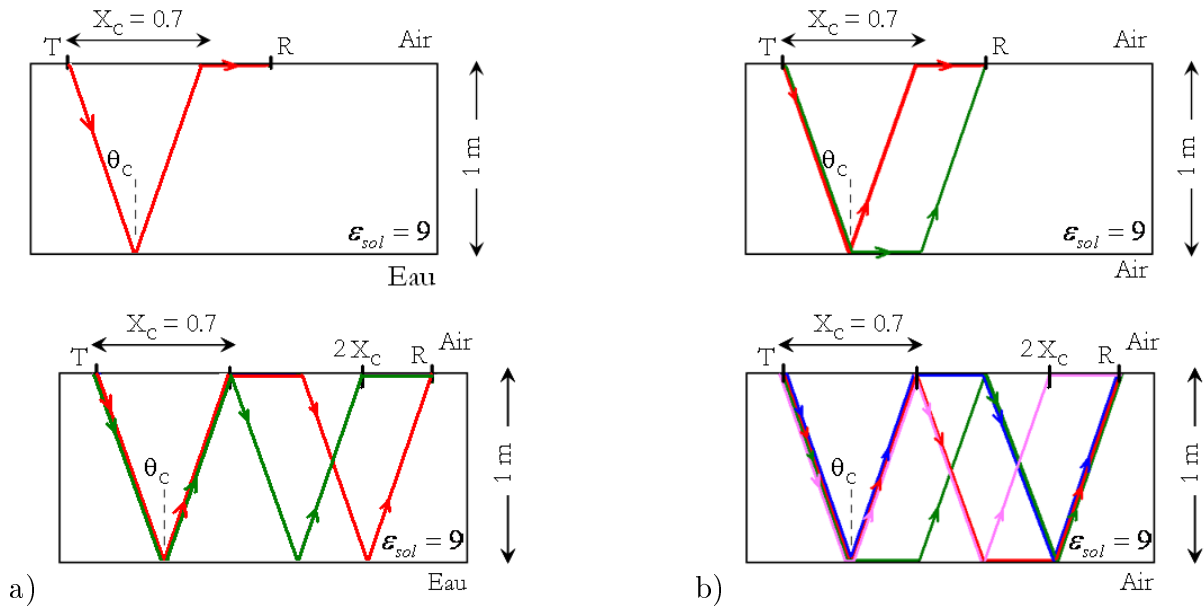 X_C = 0.7
T
R
Air
θ_C
1 m
ε_sol = 9
Eau
X_C = 0.7
T
2 X_C
R
Air
θ_C
1 m
ε_sol = 9
Eau
a)
X_C = 0.7
T
R
Air
θ_C
1 m
ε_sol = 9
Air
X_C = 0.7
T
2 X_C
R
Air
θ_C
1 m
ε_sol = 9
Air
b)